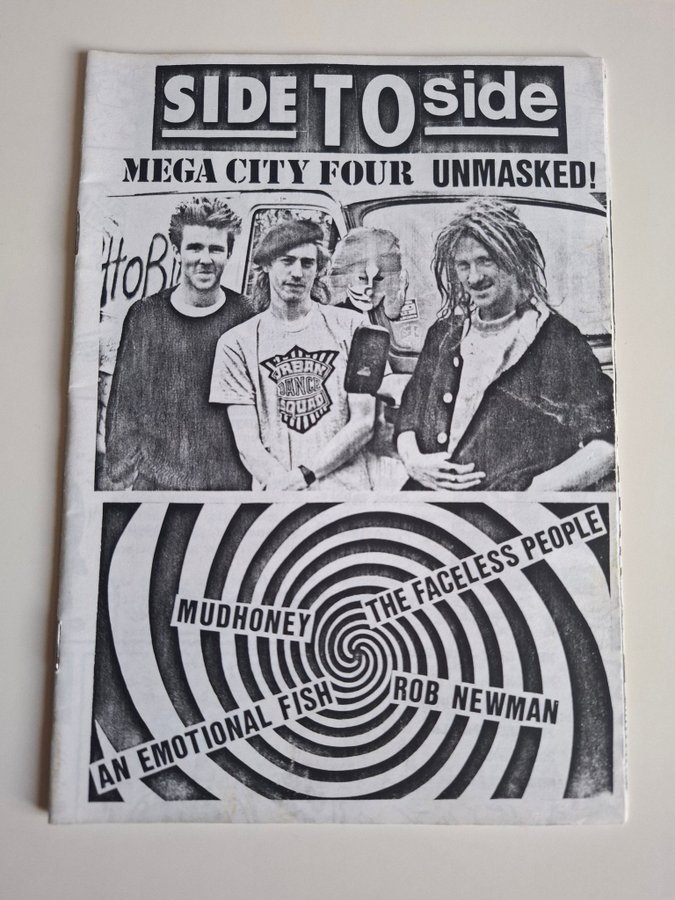 SIDE TO side
MEGA CITY FOUR UNMASKED!
URBAN
DANCE
SQUAD
MUDHONEY
THE FACELESS PEOPLE
AN EMOTIONAL FISH
ROB NEWMAN